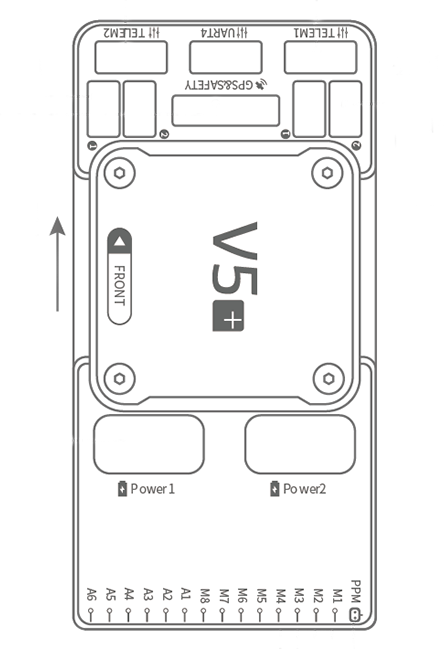 TELEM2 UART4 TELEM1
GPS&SAFETY
V5+
FRONT
Power1 Power2
A6 A5 A4 A3 A2 A1 M8 M7 M6 M5 M4 M3 M2 M1 PPM